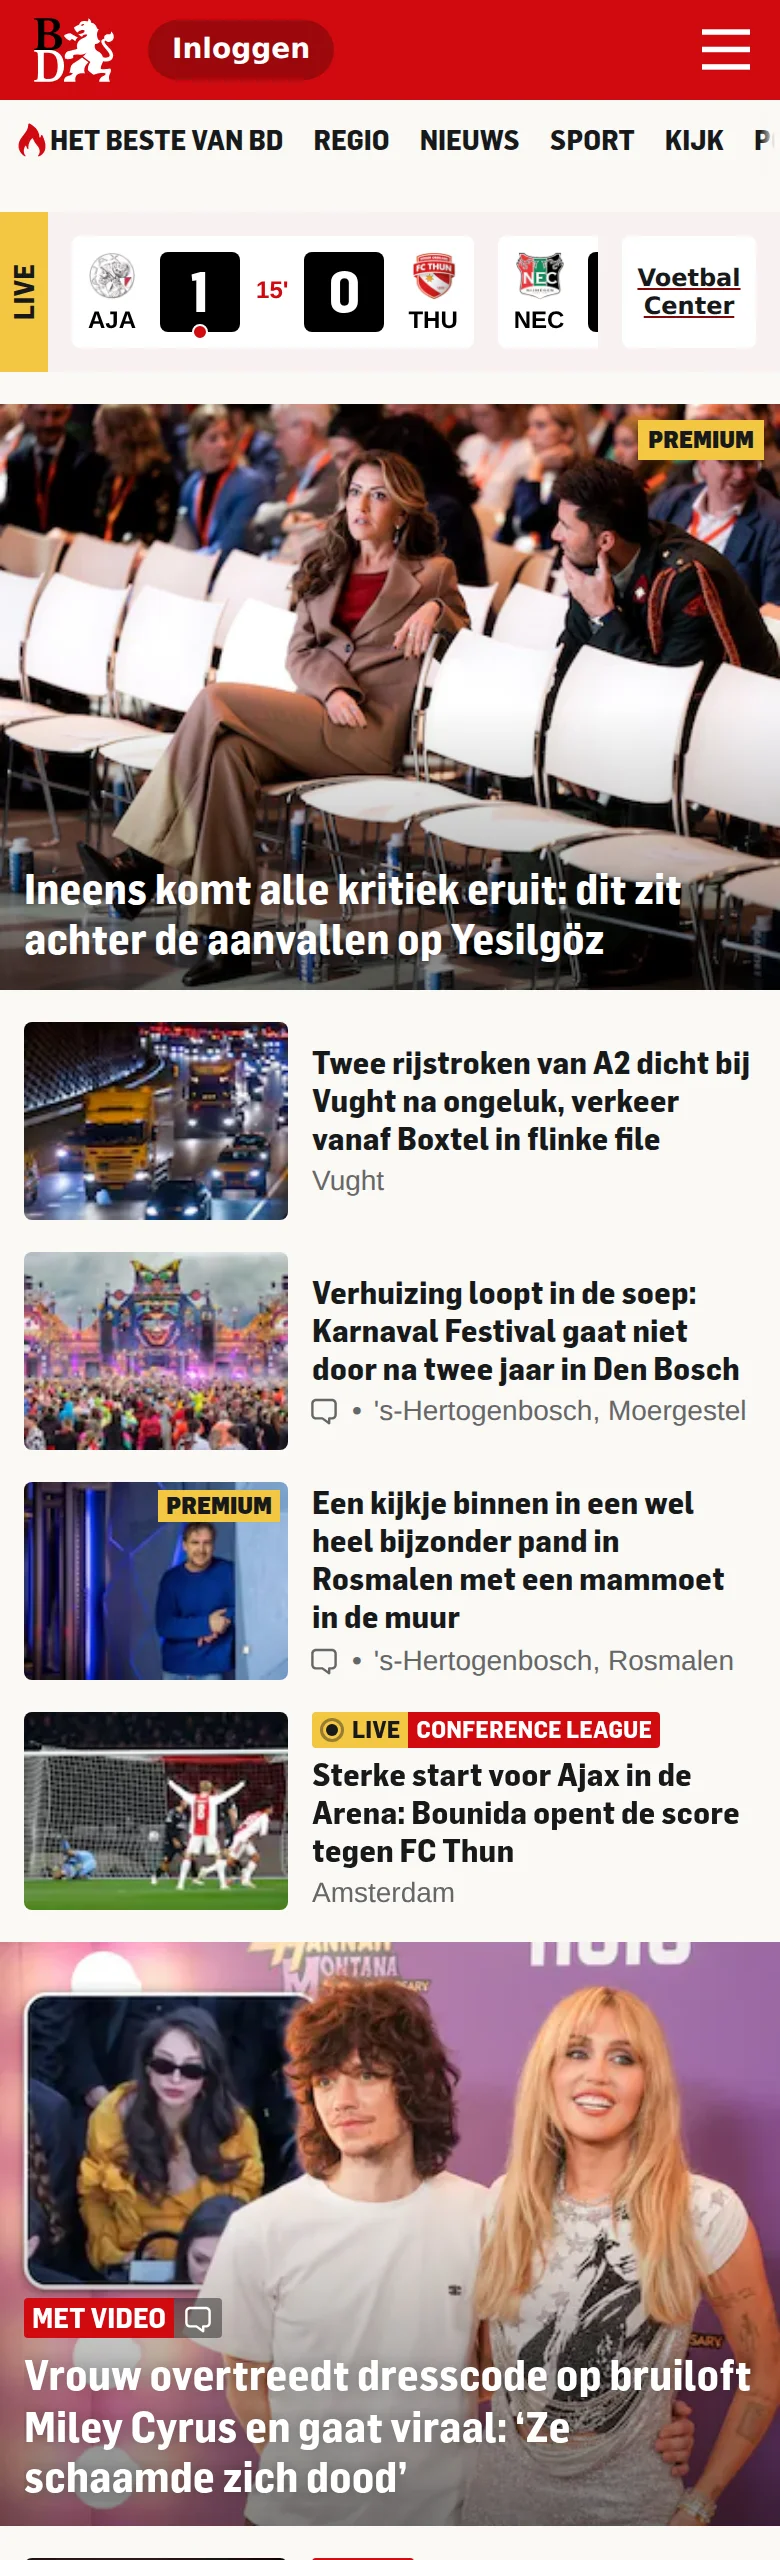 BD
Inloggen
HET BESTE VAN BD REGIO NIEUWS SPORT KIJK
LIVE
AJA 1 15' 0 THU
FC THUN
NEC
NEC
Voetbal
Center
PREMIUM
Ineens komt alle kritiek eruit: dit zit
achter de aanvallen op Yesilgöz
Twee rijstroken van A2 dicht bij
Vught na ongeluk, verkeer
vanaf Boxtel in flinke file
Vught
Verhuizing loopt in de soep:
Karnaval Festival gaat niet
door na twee jaar in Den Bosch
• 's-Hertogenbosch, Moergestel
PREMIUM
Een kijkje binnen in een wel
heel bijzonder pand in
Rosmalen met een mammoet
in de muur
• 's-Hertogenbosch, Rosmalen
LIVE CONFERENCE LEAGUE
Sterke start voor Ajax in de
Arena: Bounida opent de score
tegen FC Thun
Amsterdam
HANNAH
MONTANA
hulu
MET VIDEO
Vrouw overtreedt dresscode op bruiloft
Miley Cyrus en gaat viraal: ‘Ze
schaamde zich dood’